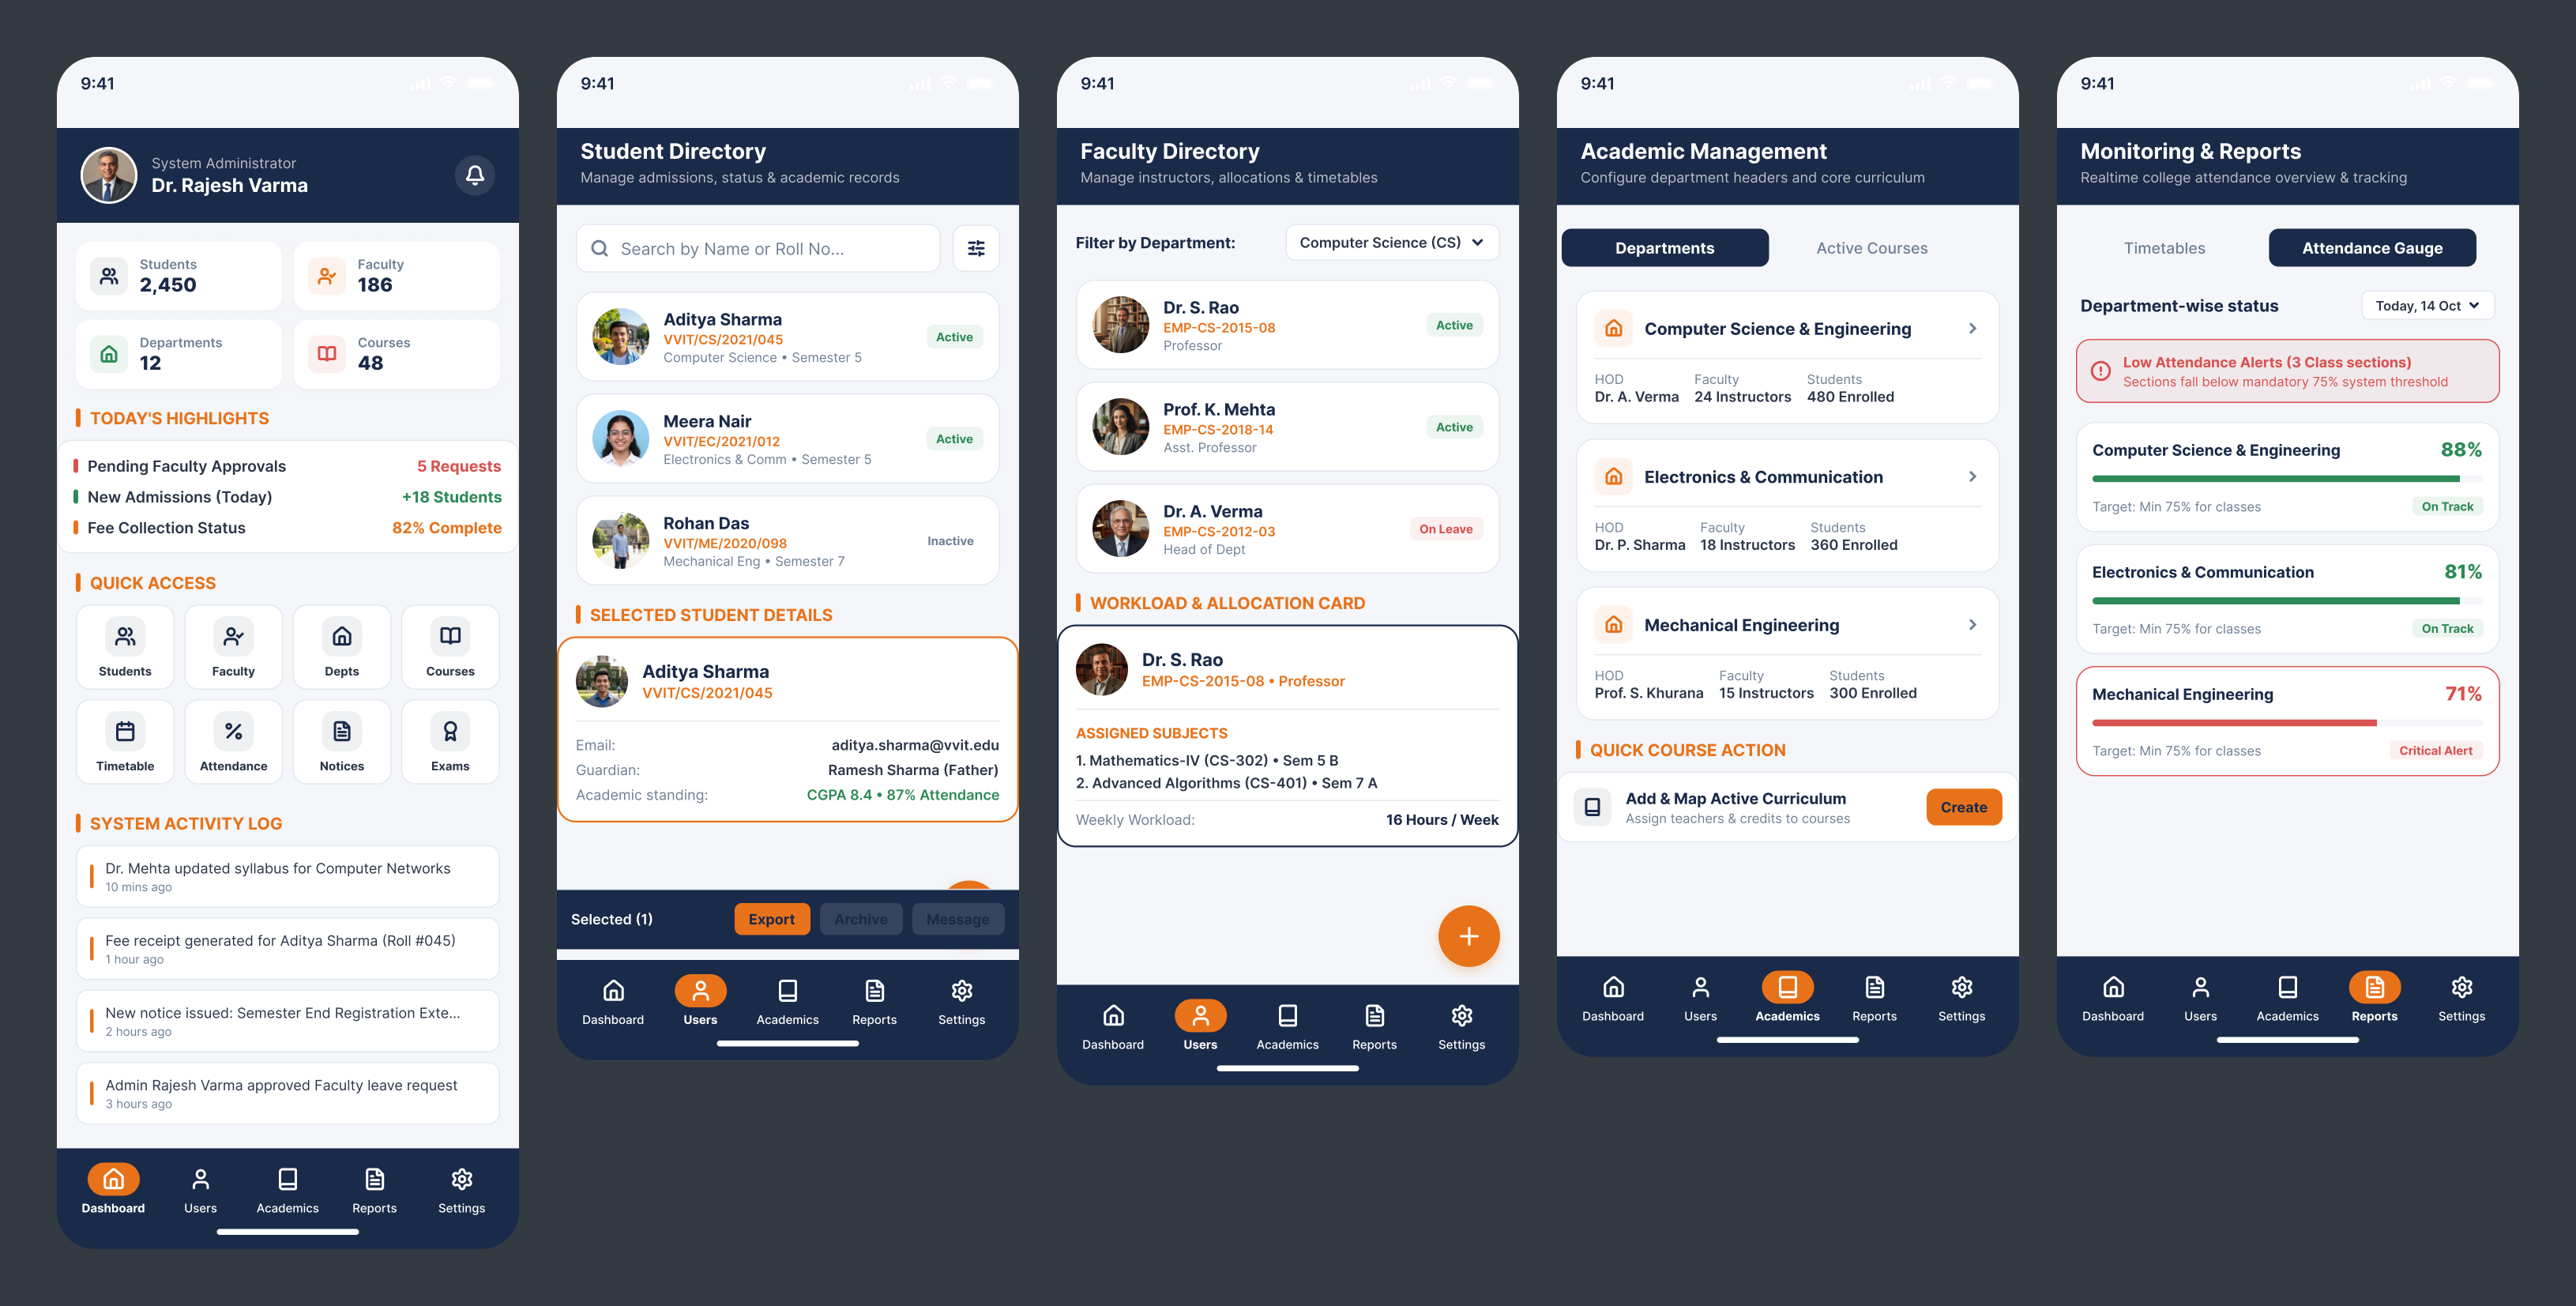 9:41
System Administrator
Dr. Rajesh Varma
Students
2,450
Faculty
186
Departments
12
Courses
48
TODAY'S HIGHLIGHTS
Pending Faculty Approvals 5 Requests
New Admissions (Today) +18 Students
Fee Collection Status 82% Complete
QUICK ACCESS
Students Faculty Depts Courses
Timetable Attendance Notices Exams
SYSTEM ACTIVITY LOG
Dr. Mehta updated syllabus for Computer Networks
10 mins ago
Fee receipt generated for Aditya Sharma (Roll #045)
1 hour ago
New notice issued: Semester End Registration Exte...
2 hours ago
Admin Rajesh Varma approved Faculty leave request
3 hours ago
Dashboard Users Academics Reports Settings
9:41
Student Directory
Manage admissions, status & academic records
Search by Name or Roll No...
Aditya Sharma
VVIT/CS/2021/045
Computer Science • Semester 5
Active
Meera Nair
VVIT/EC/2021/012
Electronics & Comm • Semester 5
Active
Rohan Das
VVIT/ME/2020/098
Mechanical Eng • Semester 7
Inactive
SELECTED STUDENT DETAILS
Aditya Sharma
VVIT/CS/2021/045
Email: aditya.sharma@vvit.edu
Guardian: Ramesh Sharma (Father)
Academic standing: CGPA 8.4 • 87% Attendance
Selected (1) Export Archive Message
Dashboard Users Academics Reports Settings
9:41
Faculty Directory
Manage instructors, allocations & timetables
Filter by Department: Computer Science (CS)
Dr. S. Rao
EMP-CS-2015-08
Professor
Active
Prof. K. Mehta
EMP-CS-2018-14
Asst. Professor
Active
Dr. A. Verma
EMP-CS-2012-03
Head of Dept
On Leave
WORKLOAD & ALLOCATION CARD
Dr. S. Rao
EMP-CS-2015-08 • Professor
ASSIGNED SUBJECTS
1. Mathematics-IV (CS-302) • Sem 5 B
2. Advanced Algorithms (CS-401) • Sem 7 A
Weekly Workload: 16 Hours / Week
Dashboard Users Academics Reports Settings
9:41
Academic Management
Configure department headers and core curriculum
Departments Active Courses
Computer Science & Engineering
HOD Faculty Students
Dr. A. Verma 24 Instructors 480 Enrolled
Electronics & Communication
HOD Faculty Students
Dr. P. Sharma 18 Instructors 360 Enrolled
Mechanical Engineering
HOD Faculty Students
Prof. S. Khurana 15 Instructors 300 Enrolled
QUICK COURSE ACTION
Add & Map Active Curriculum
Assign teachers & credits to courses
Create
Dashboard Users Academics Reports Settings
9:41
Monitoring & Reports
Realtime college attendance overview & tracking
Timetables Attendance Gauge
Department-wise status Today, 14 Oct
Low Attendance Alerts (3 Class sections)
Sections fall below mandatory 75% system threshold
Computer Science & Engineering 88%
Target: Min 75% for classes On Track
Electronics & Communication 81%
Target: Min 75% for classes On Track
Mechanical Engineering 71%
Target: Min 75% for classes Critical Alert
Dashboard Users Academics Reports Settings